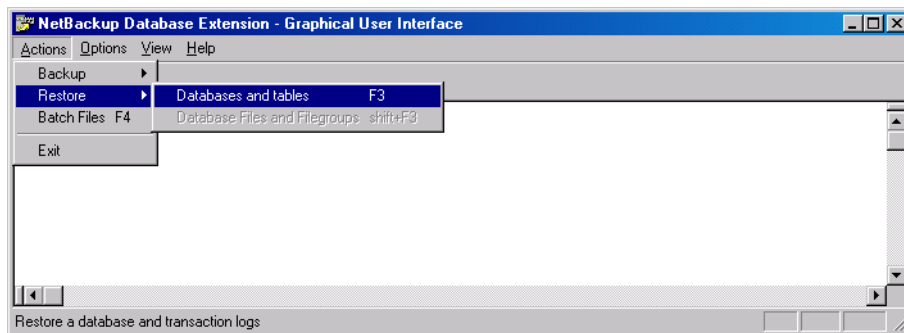 NetBackup Database Extension - Graphical User Interface
Actions Options View Help
Backup
Restore
Databases and tables F3
Batch Files F4
Database Files and Filegroups shift+F3
Exit
Restore a database and transaction logs